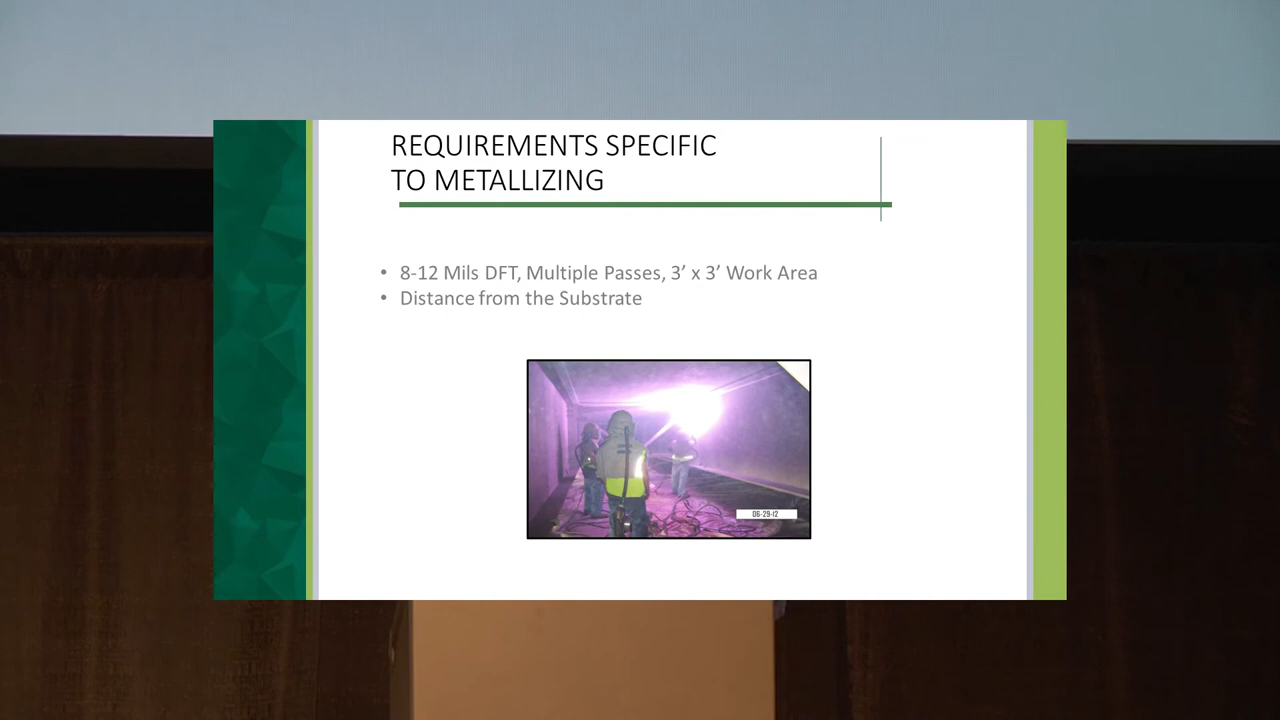 REQUIREMENTS SPECIFIC
TO METALLIZING
• 8-12 Mils DFT, Multiple Passes, 3’ x 3’ Work Area
• Distance from the Substrate
06-29-12